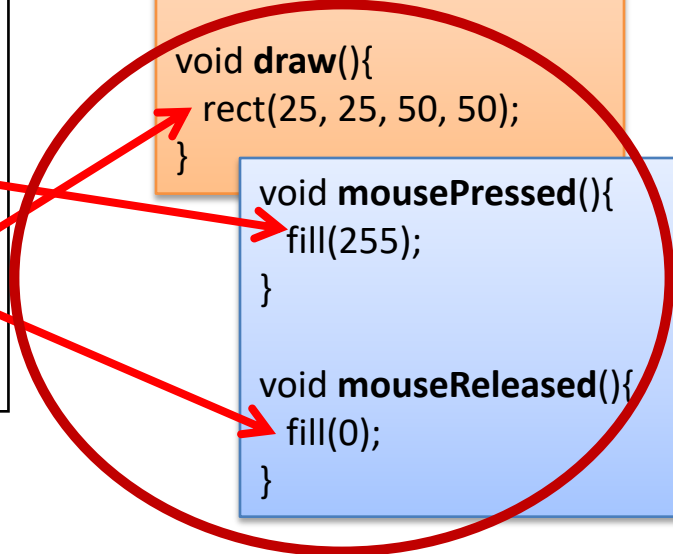 void draw(){
rect(25, 25, 50, 50);
}
void mousePressed(){
fill(255);
}
void mouseReleased(){
fill(0);
}